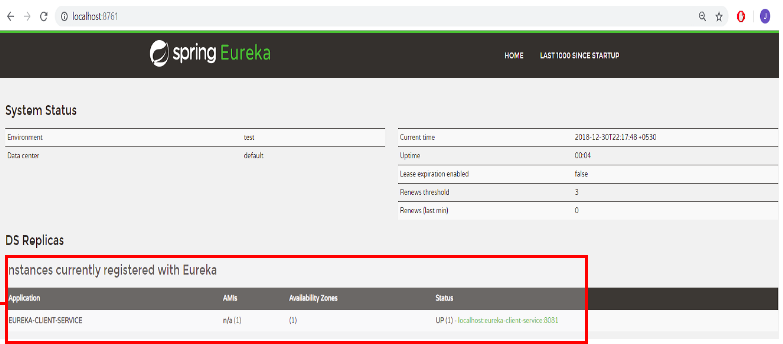 localhost:8761
J
spring Eureka
HOME LAST 1000 SINCE STARTUP
System Status
Environment test
Data center default
Current time 2018-12-30T22:17:48 +0530
Uptime 00:04
Lease expiration enabled false
Renews threshold 3
Renews (last min) 0
DS Replicas
nstances currently registered with Eureka
Application AMIs Availability Zones Status
EUREKA-CLIENT-SERVICE n/a (1) (1) UP (1) - localhost:eureka-client-service:8081